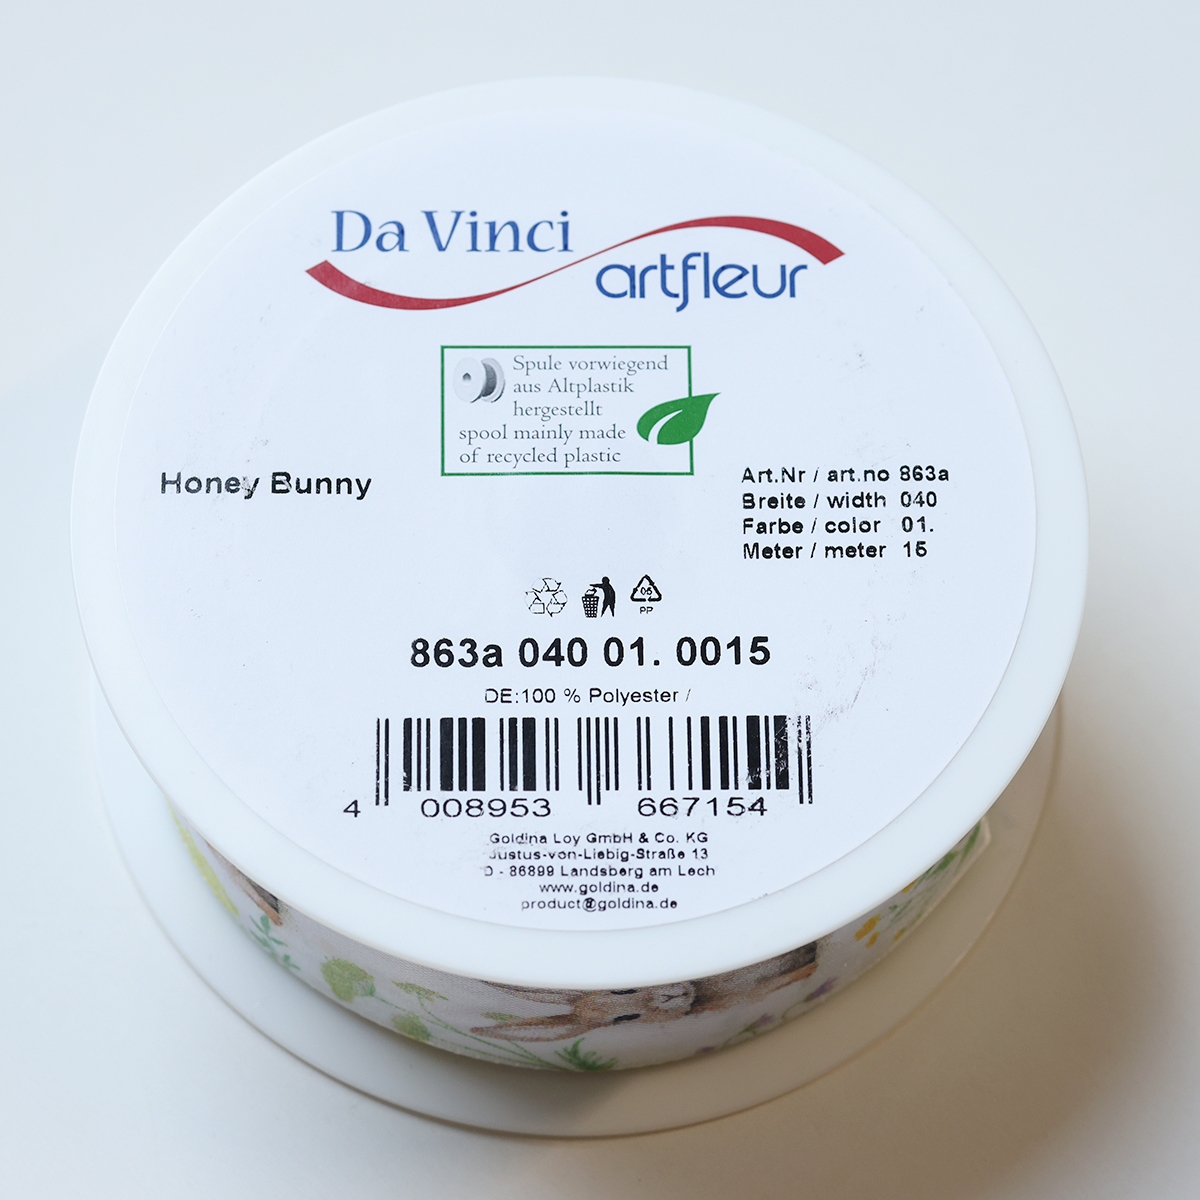 Da Vinci
artfleur
Spule vorwiegend
aus Altplastik
hergestellt
spool mainly made
of recycled plastic
Honey Bunny
Art.Nr / art.no 863a
Breite / width 040
Farbe / color 01.
Meter / meter 15
05
PP
863a 040 01. 0015
DE:100 % Polyester /
4 008953 667154
Goldina Loy GmbH & Co. KG
Justus-von-Liebig-Straße 13
D - 86899 Landsberg am Lech
www.goldina.de
product@goldina.de